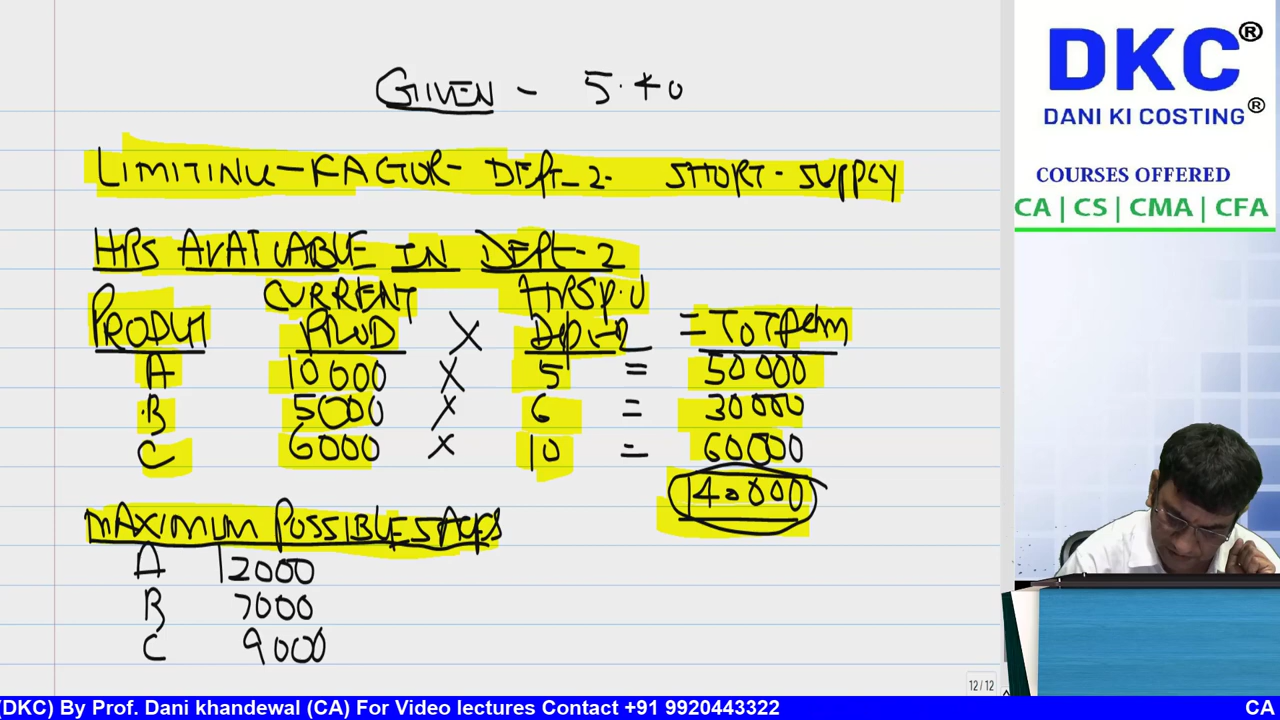 GIVEN - 5.40
LIMITING-FACTOR- DEPT-2. SHORT-SUPPLY
HRS AVAILABLE IN DEPT-2
CURRENT HRS P.U
PRODUCT PROD X DEPT-2 =
A 10000 X 5 = 50000
B 5000 X 6 = 30000
C 6000 X 10 = 60000
140000
MAXIMUM POSSIBLE SALES
A 12000
B 7000
C 9000
12/12
DKC®
DANI KI COSTING®
COURSES OFFERED
CA | CS | CMA | CFA
(DKC) By Prof. Dani khandewal (CA) For Video lectures Contact +91 9920443322 CA